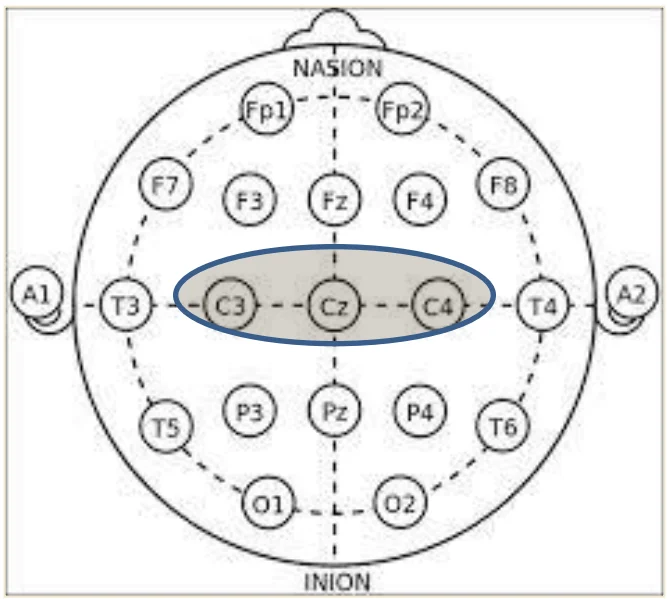 NASION
Fp1 Fp2
F7 F3 Fz F4 F8
A1 T3 C3 Cz C4 T4 A2
T5 P3 Pz P4 T6
O1 O2
INION